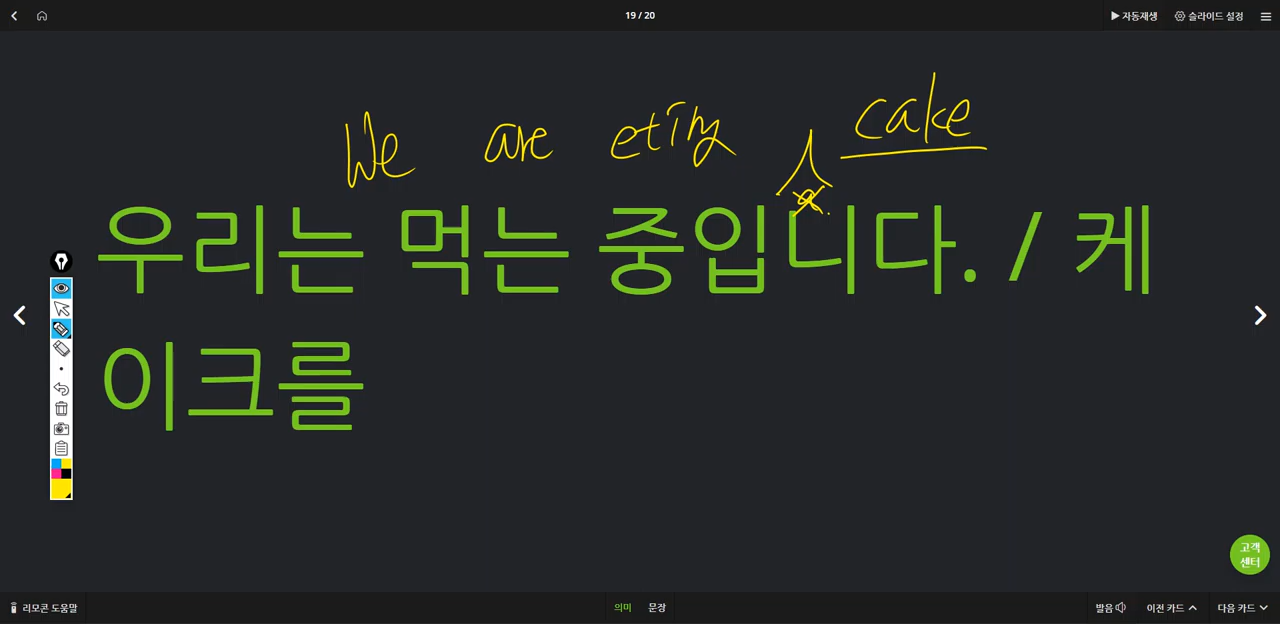 19 / 20
자동재생
슬라이드 설정
We are eting cake
a
우리는 먹는 중입니다. / 케
이크를
고객
센터
리모콘 도움말
의미
문장
발음
이전 카드
다음 카드